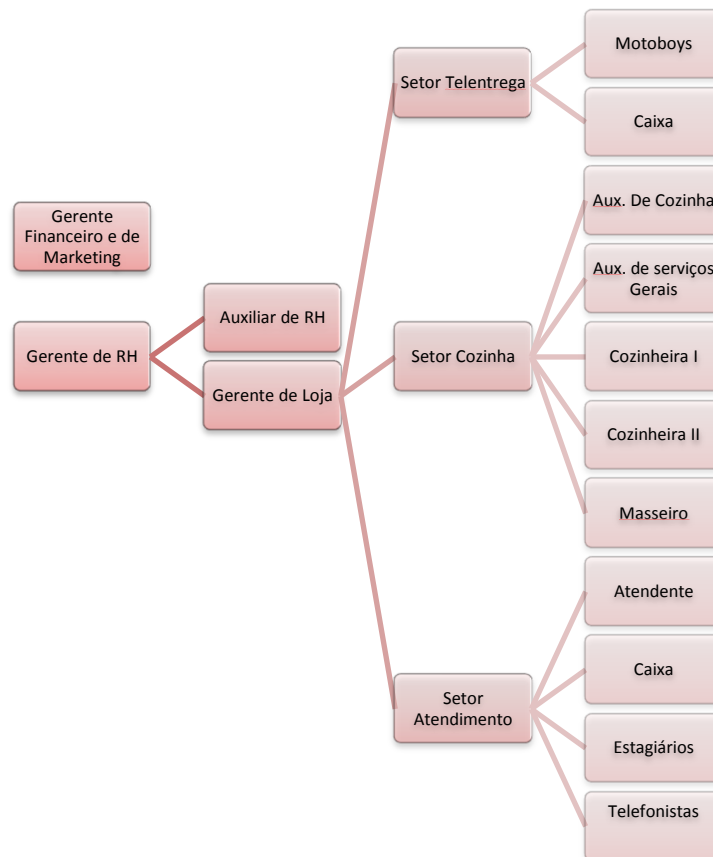 Gerente
Financeiro e de
Marketing
Gerente de RH
Auxiliar de RH
Gerente de Loja
Setor Telentrega
Setor Cozinha
Setor
Atendimento
Motoboys
Caixa
Aux. De Cozinha
Aux. de serviços
Gerais
Cozinheira I
Cozinheira II
Masseiro
Atendente
Caixa
Estagiários
Telefonistas